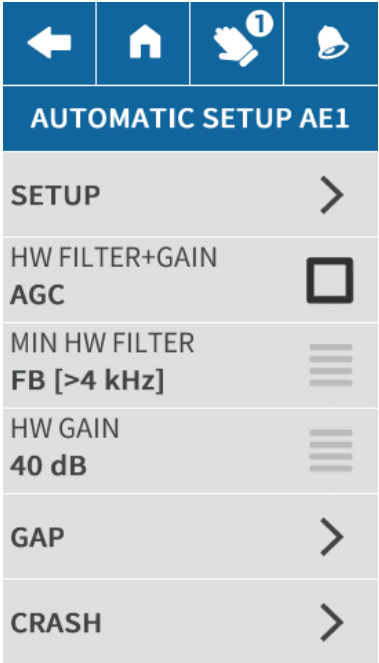 1
AUTOMATIC SETUP AE1
SETUP
HW FILTER+GAIN
AGC
MIN HW FILTER
FB [>4 kHz]
HW GAIN
40 dB
GAP
CRASH